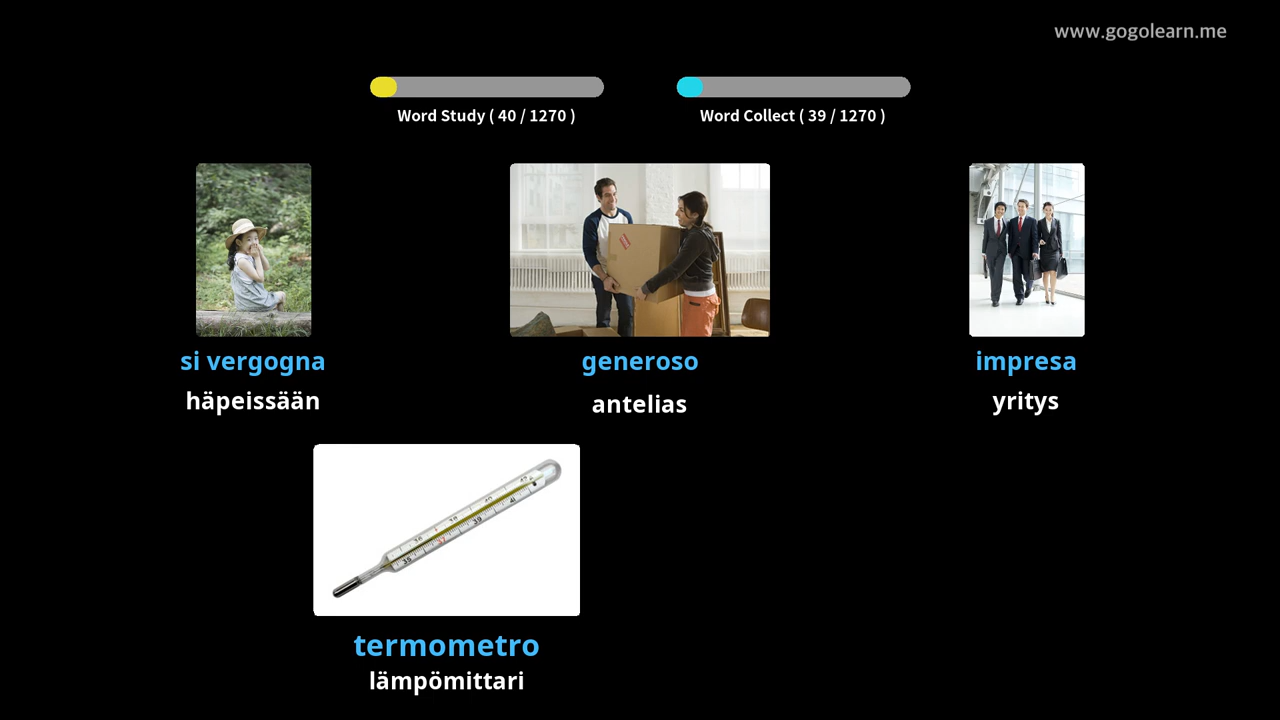 www.gogolearn.me
Word Study ( 40 / 1270 )
Word Collect ( 39 / 1270 )
si vergogna
häpeissään
generoso
antelias
impresa
yritys
termometro
lämpömittari